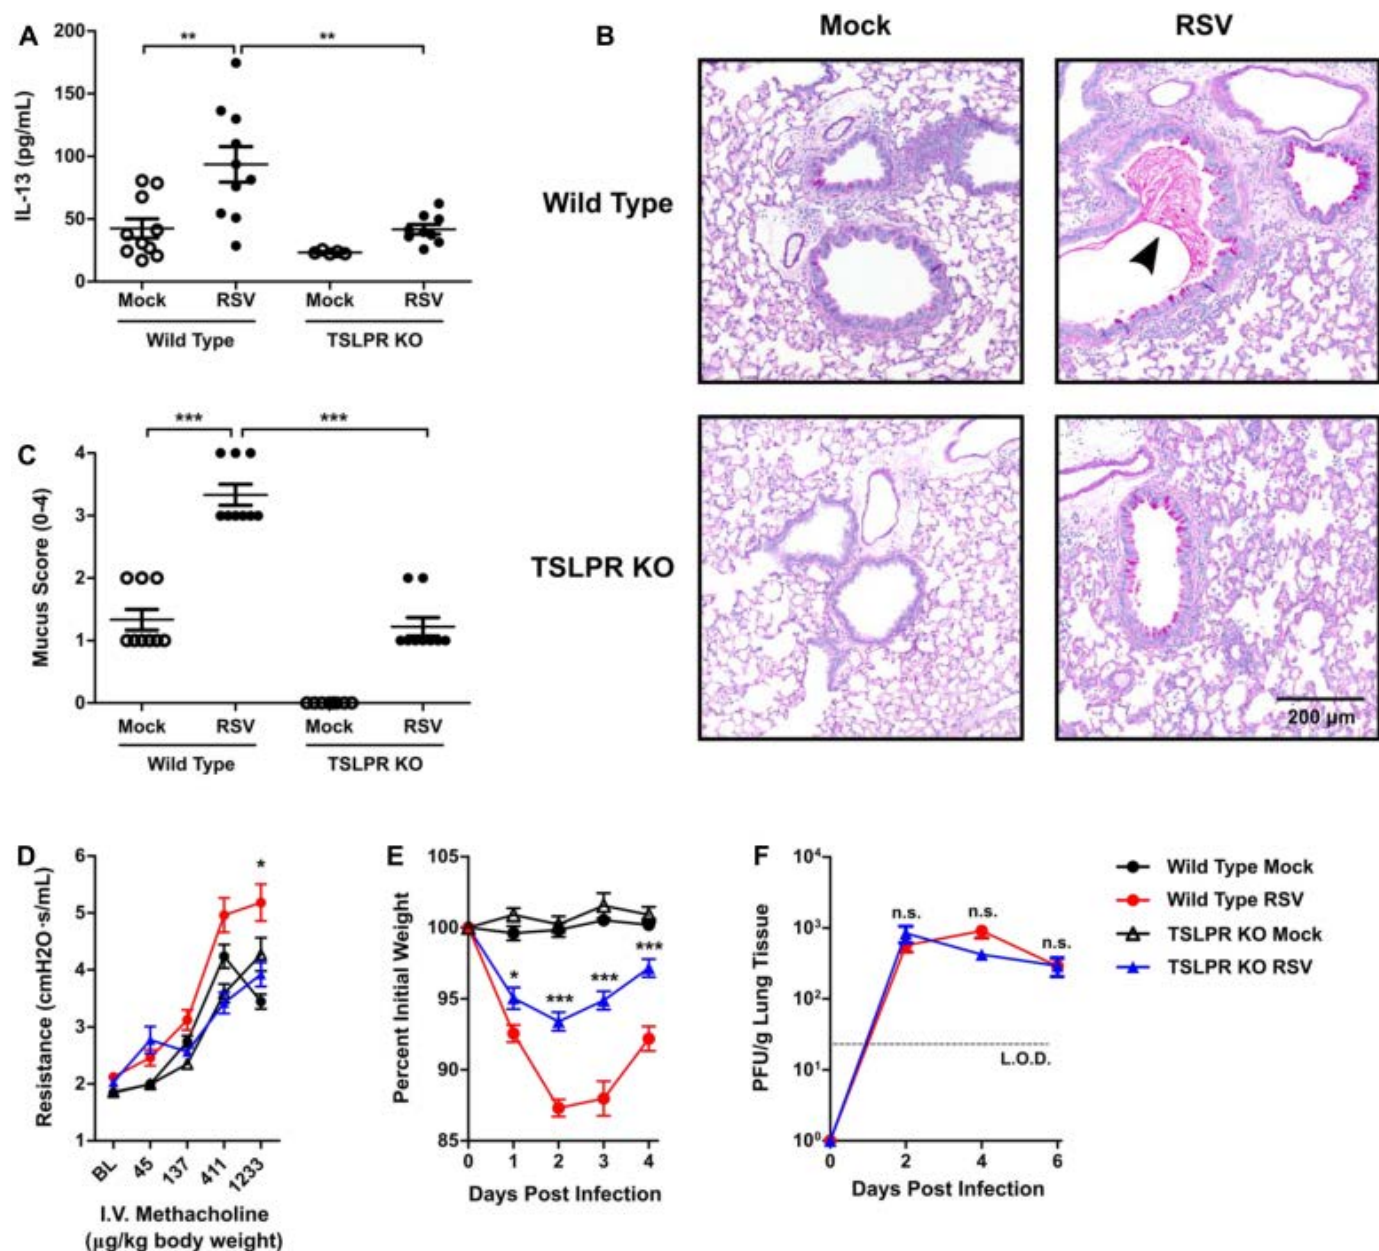 A
200
150
100
50
0
IL-13 (pg/mL)
**
**
Mock
RSV
Mock
RSV
Wild Type
TSLPR KO
B
Mock
RSV
Wild Type
TSLPR KO
200 µm
C
4
3
2
1
0
Mucus Score (0-4)
***
***
Mock
RSV
Mock
RSV
Wild Type
TSLPR KO
D
6
5
4
3
2
1
Resistance (cmH2O·s/mL)
*
BL
45
137
411
1233
I.V. Methacholine
(µg/kg body weight)
E
105
100
95
90
85
Percent Initial Weight
*
***
***
***
0
1
2
3
4
Days Post Infection
F
10⁴
10³
10²
10¹
10⁰
PFU/g Lung Tissue
n.s.
n.s.
n.s.
L.O.D.
0
2
4
6
Days Post Infection
Wild Type Mock
Wild Type RSV
TSLPR KO Mock
TSLPR KO RSV